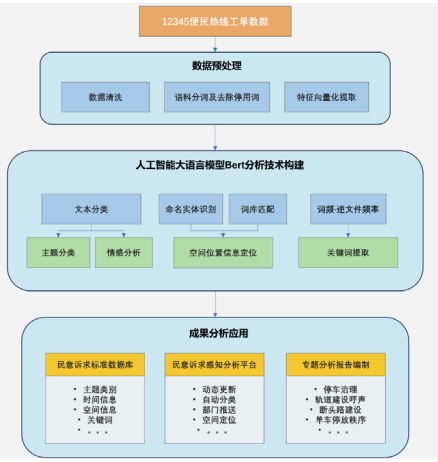 12345便民热线工单数据
数据预处理
数据清洗
语料分词及去除停用词
特征向量化提取
人工智能大语言模型Bert分析技术构建
文本分类
命名实体识别
词库匹配
词频-逆文件频率
主题分类
情感分析
空间位置信息定位
关键词提取
成果分析应用
民意诉求标准数据库
• 主题类别
• 时间信息
• 空间信息
• 关键词
• . . .
民意诉求感知分析平台
• 动态更新
• 自动分类
• 部门推送
• 空间定位
• . . .
专题分析报告编制
• 停车治理
• 轨道建设呼声
• 断头路建设
• 单车停放秩序
• . . .